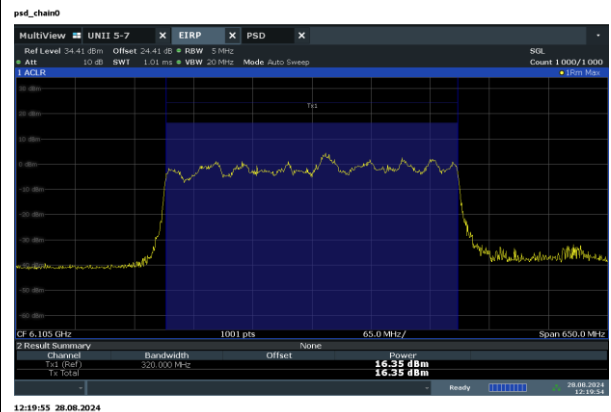 psd_chain0
MultiView UNII 5-7 X EIRP X PSD X
Ref Level 34.41 dBm Offset 24.41 dB RBW 5 MHz SGL
Att 10 dB SWT 1.01 ms VBW 20 MHz Mode Auto Sweep Count 1000/1000
1 ACLR 1Rm Max
30 dBm
Tx1
20 dBm
10 dBm
0 dBm
-10 dBm
-20 dBm
-30 dBm
-40 dBm
-50 dBm
-60 dBm
CF 6.105 GHz 1001 pts 65.0 MHz/ Span 650.0 MHz
2 Result Summary None
Channel Bandwidth Offset Power
Tx1 (Ref) 320.000 MHz 16.35 dBm
Tx Total 16.35 dBm
Ready 28.08.2024
12:19:54
12:19:55 28.08.2024